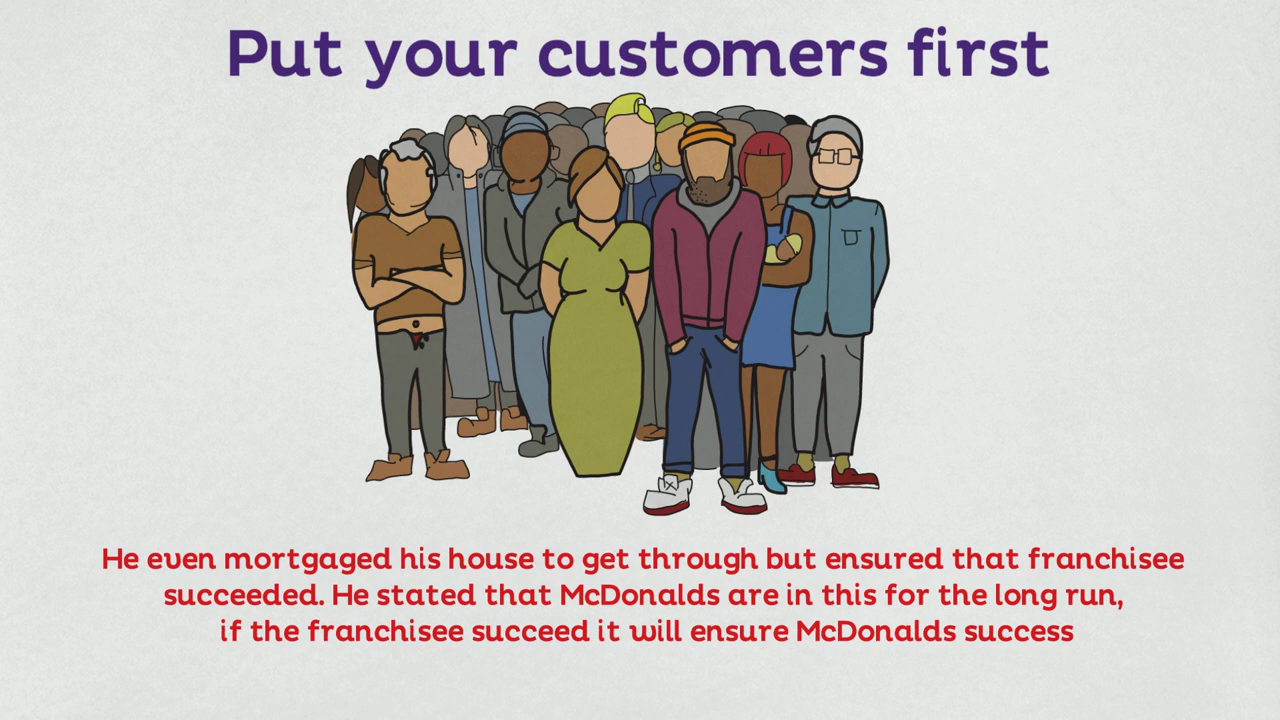 Put your customers first
He even mortgaged his house to get through but ensured that franchisee
succeeded. He stated that McDonalds are in this for the long run,
if the franchisee succeed it will ensure McDonalds success